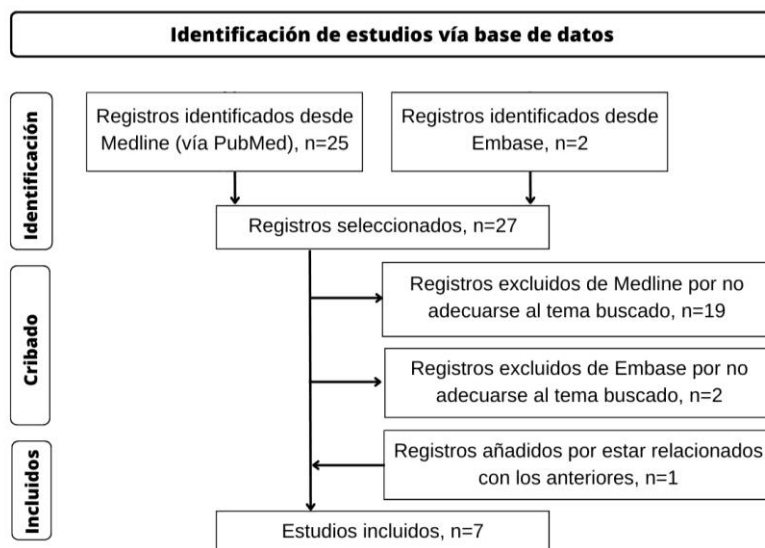 Identificación de estudios vía base de datos
Identificación
Registros identificados desde
Medline (vía PubMed), n=25
Registros identificados desde
Embase, n=2
Registros seleccionados, n=27
Cribado
Registros excluidos de Medline por no
adecuarse al tema buscado, n=19
Registros excluidos de Embase por no
adecuarse al tema buscado, n=2
Incluidos
Registros añadidos por estar relacionados
con los anteriores, n=1
Estudios incluidos, n=7